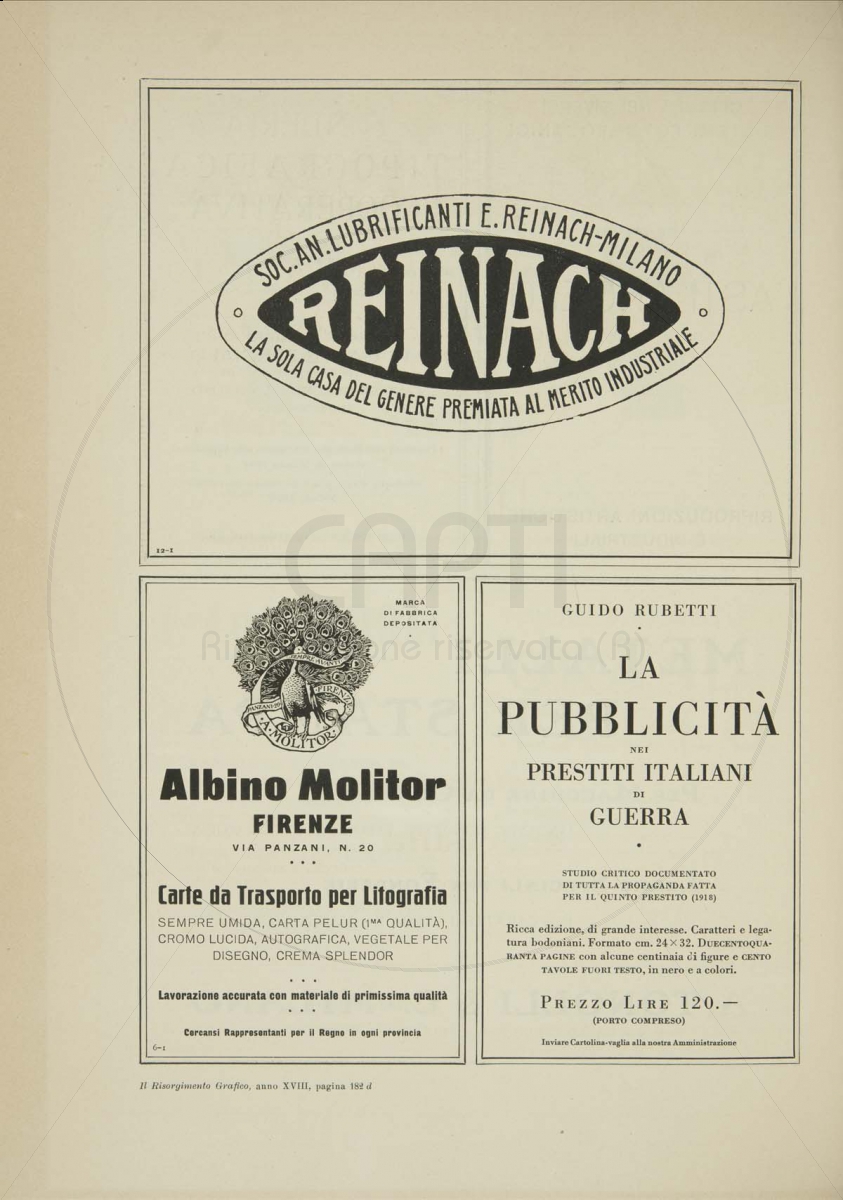 SOC. AN. LUBRIFICANTI E. REINACH-MILANO
REINACH
LA SOLA CASA DEL GENERE PREMIATA AL MERITO INDUSTRIALE
12-1
CAPTI
MARCA
DI FABBRICA
DEPOSITATA
SEMPRE AVANTI
PANZANI-20
FIRENZE
A. MOLITOR
Albino Molitor
FIRENZE
VIA PANZANI, N. 20
Carte da Trasporto per Litografia
SEMPRE UMIDA, CARTA PELUR (1MA QUALITÀ),
CROMO LUCIDA, AUTOGRAFICA, VEGETALE PER
DISEGNO, CREMA SPLENDOR
Lavorazione accurata con materiale di primissima qualità
Cercansi Rappresentanti per il Regno in ogni provincia
6-1
GUIDO RUBETTI
LA
PUBBLICITÀ
NEI
PRESTITI ITALIANI
DI
GUERRA
STUDIO CRITICO DOCUMENTATO
DI TUTTA LA PROPAGANDA FATTA
PER IL QUINTO PRESTITO (1918)
Ricca edizione, di grande interesse. Caratteri e lega-
tura bodoniani. Formato cm. 24×32. DUECENTOQUA-
RANTA PAGINE con alcune centinaia di figure e CENTO
TAVOLE FUORI TESTO, in nero e a colori.
PREZZO LIRE 120.—
(PORTO COMPRESO)
Inviare Cartolina-vaglia alla nostra Amministrazione
Il Risorgimento Grafico, anno XVIII, pagina 182 d